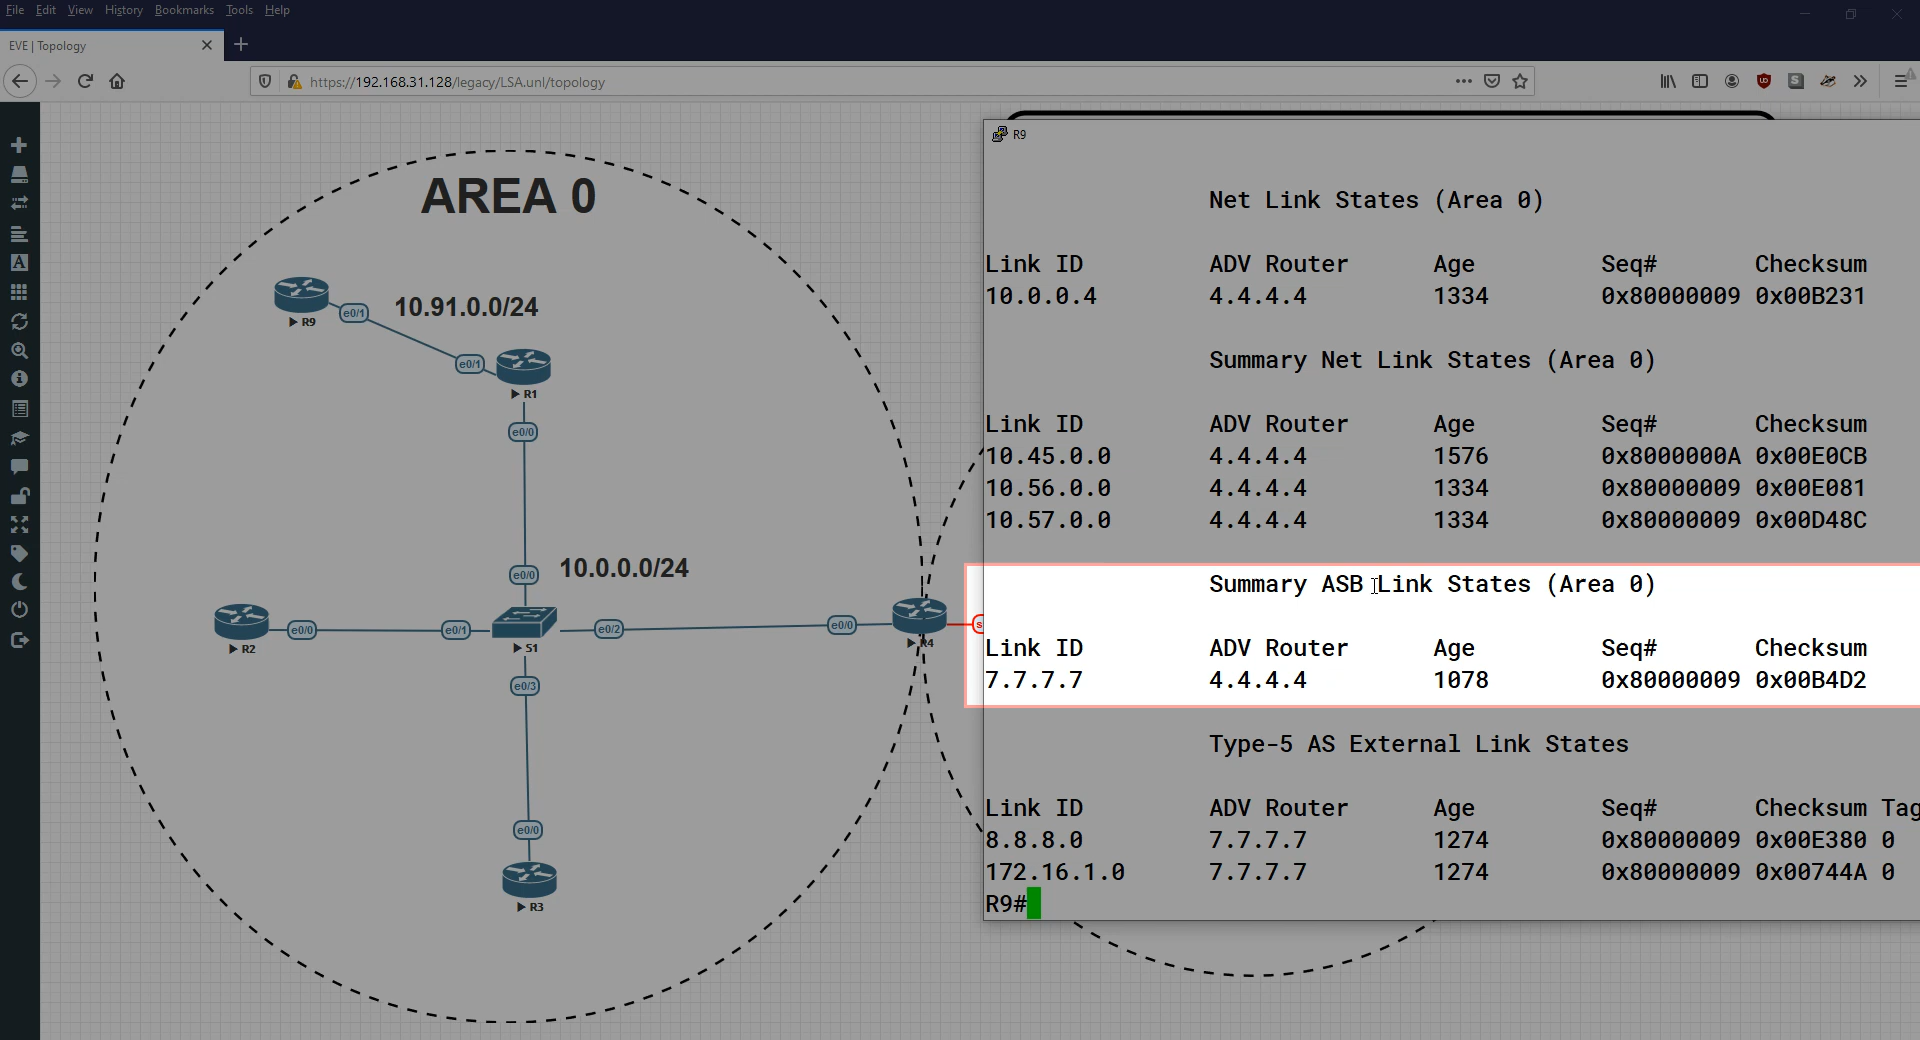 File Edit View History Bookmarks Tools Help
EVE | Topology
https://192.168.31.128/legacy/LSA.unl/topology
AREA 0
R9
e0/1
10.91.0.0/24
e0/1
R1
e0/0
e0/0
10.0.0.0/24
R2
e0/0
e0/1
S1
e0/2
e0/0
R4
s
e0/3
e0/0
R3
R9
Net Link States (Area 0)
Link ID ADV Router Age Seq# Checksum
10.0.0.4 4.4.4.4 1334 0x80000009 0x00B231
Summary Net Link States (Area 0)
Link ID ADV Router Age Seq# Checksum
10.45.0.0 4.4.4.4 1576 0x8000000A 0x00E0CB
10.56.0.0 4.4.4.4 1334 0x80000009 0x00E081
10.57.0.0 4.4.4.4 1334 0x80000009 0x00D48C
Summary ASB Link States (Area 0)
Link ID ADV Router Age Seq# Checksum
7.7.7.7 4.4.4.4 1078 0x80000009 0x00B4D2
Type-5 AS External Link States
Link ID ADV Router Age Seq# Checksum Tag
8.8.8.0 7.7.7.7 1274 0x80000009 0x00E380 0
172.16.1.0 7.7.7.7 1274 0x80000009 0x00744A 0
R9#